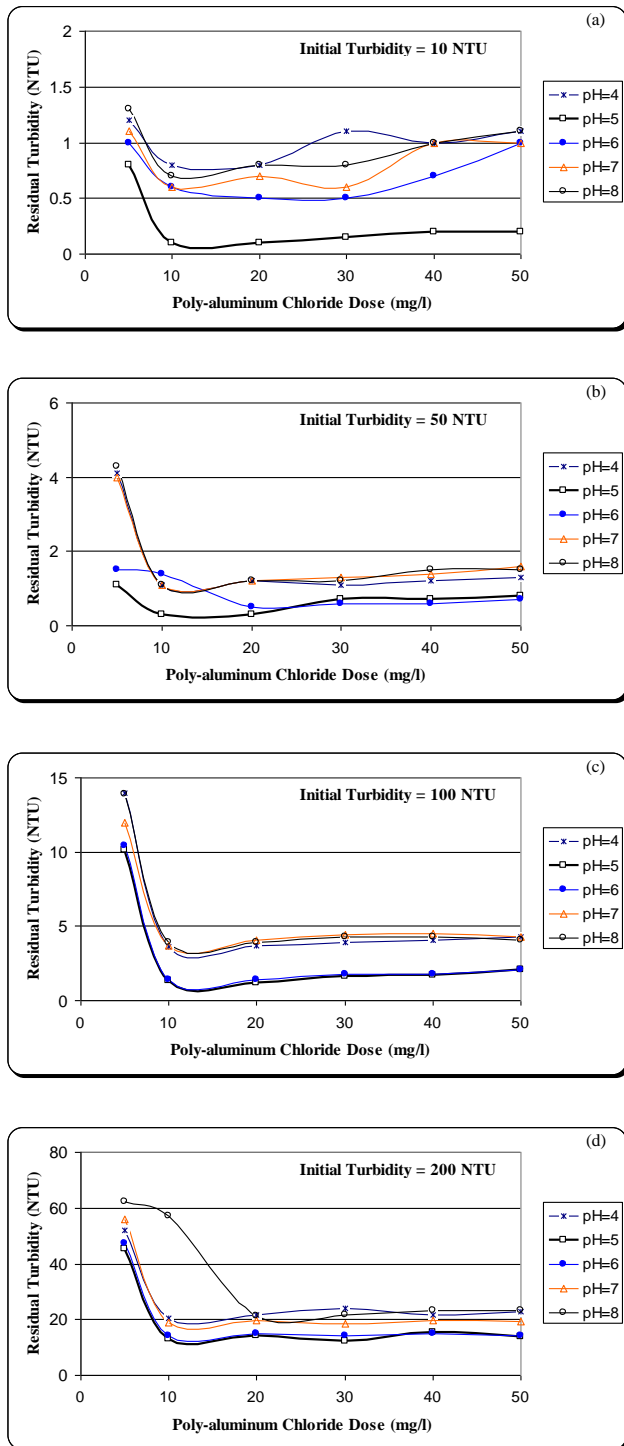 (a)
Initial Turbidity = 10 NTU
Residual Turbidity (NTU)
2
1.5
1
0.5
0
0 10 20 30 40 50
Poly-aluminum Chloride Dose (mg/l)
pH=4
pH=5
pH=6
pH=7
pH=8
(b)
Initial Turbidity = 50 NTU
Residual Turbidity (NTU)
6
4
2
0
0 10 20 30 40 50
Poly-aluminum Chloride Dose (mg/l)
pH=4
pH=5
pH=6
pH=7
pH=8
(c)
Initial Turbidity = 100 NTU
Residual Turbidity (NTU)
15
10
5
0
0 10 20 30 40 50
Poly-aluminum Chloride Dose (mg/l)
pH=4
pH=5
pH=6
pH=7
pH=8
(d)
Initial Turbidity = 200 NTU
Residual Turbidity (NTU)
80
60
40
20
0
0 10 20 30 40 50
Poly-aluminum Chloride Dose (mg/l)
pH=4
pH=5
pH=6
pH=7
pH=8